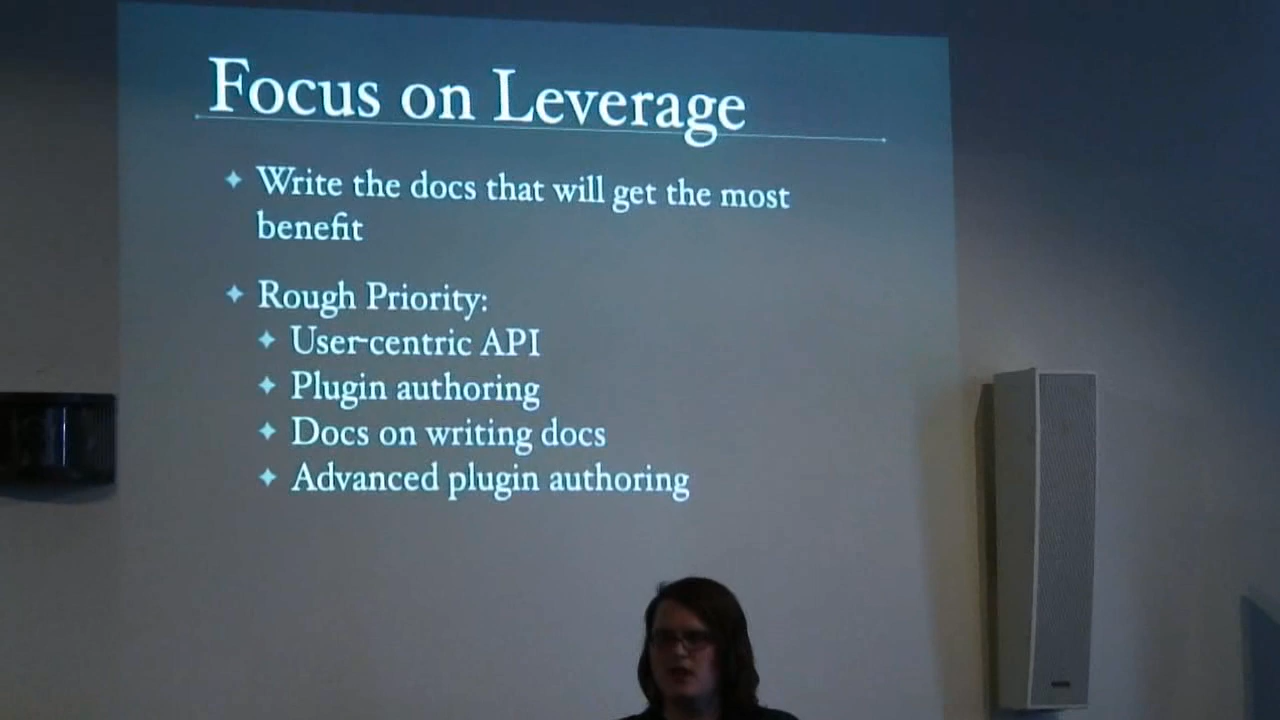 Focus on Leverage
Write the docs that will get the most
benefit
Rough Priority:
User-centric API
Plugin authoring
Docs on writing docs
Advanced plugin authoring